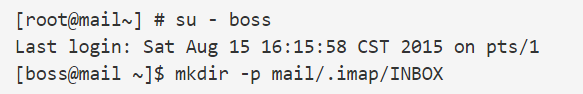 [root@mail~] # su - boss
Last login: Sat Aug 15 16:15:58 CST 2015 on pts/1
[boss@mail ~]$ mkdir -p mail/.imap/INBOX